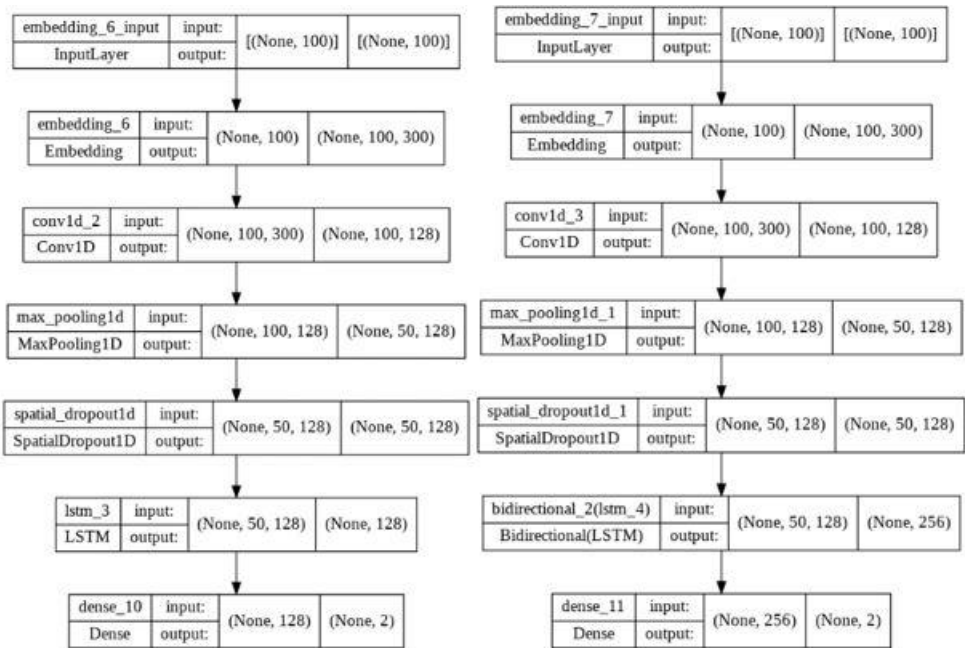 embedding_6_input input: [(None, 100)] [(None, 100)]
InputLayer output:
embedding_6 input: (None, 100) (None, 100, 300)
Embedding output:
conv1d_2 input: (None, 100, 300) (None, 100, 128)
Conv1D output:
max_pooling1d input: (None, 100, 128) (None, 50, 128)
MaxPooling1D output:
spatial_dropout1d input: (None, 50, 128) (None, 50, 128)
SpatialDropout1D output:
lstm_3 input: (None, 50, 128) (None, 128)
LSTM output:
dense_10 input: (None, 128) (None, 2)
Dense output:
embedding_7_input input: [(None, 100)] [(None, 100)]
InputLayer output:
embedding_7 input: (None, 100) (None, 100, 300)
Embedding output:
conv1d_3 input: (None, 100, 300) (None, 100, 128)
Conv1D output:
max_pooling1d_1 input: (None, 100, 128) (None, 50, 128)
MaxPooling1D output:
spatial_dropout1d_1 input: (None, 50, 128) (None, 50, 128)
SpatialDropout1D output:
bidirectional_2(lstm_4) input: (None, 50, 128) (None, 256)
Bidirectional(LSTM) output:
dense_11 input: (None, 256) (None, 2)
Dense output: